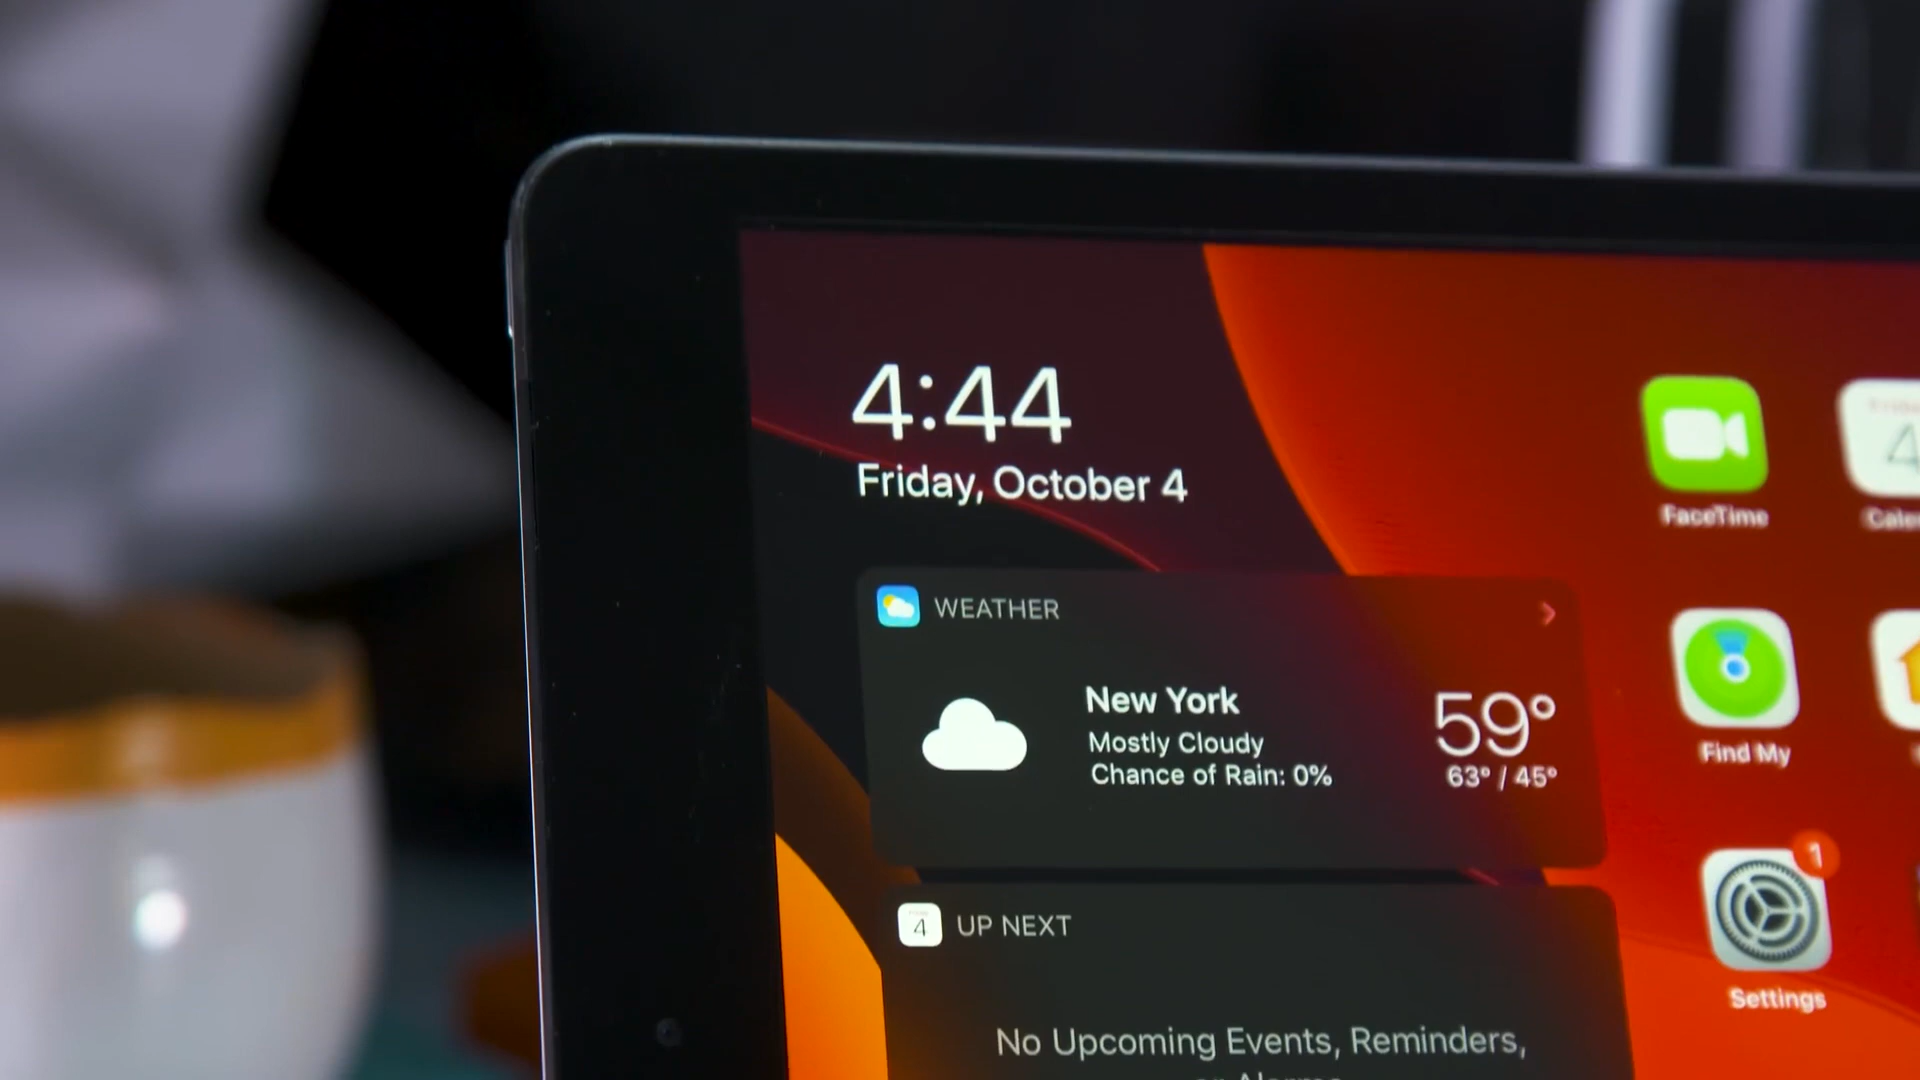 4:44
Friday, October 4
WEATHER
New York
Mostly Cloudy
Chance of Rain: 0%
59°
63° / 45°
4
UP NEXT
No Upcoming Events, Reminders,
FaceTime
4
Find My
1
Settings